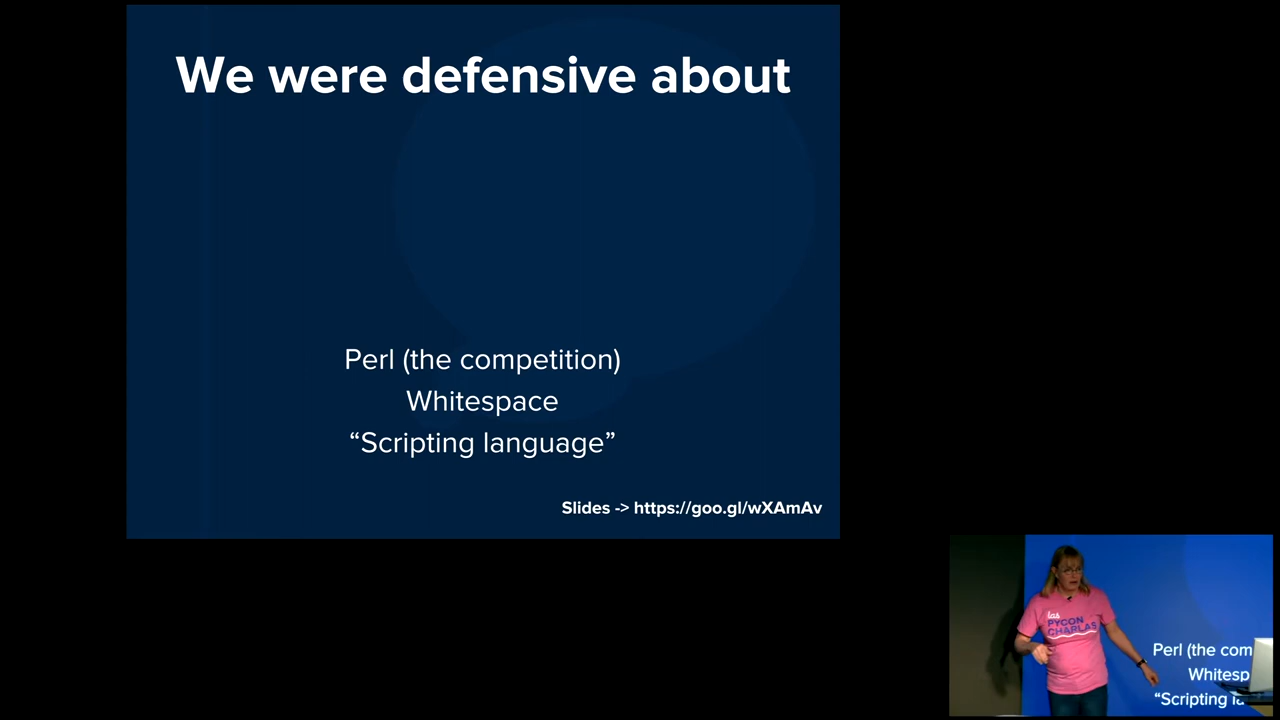 We were defensive about
Perl (the competition)
Whitespace
“Scripting language”
Slides -> https://goo.gl/wXAmAv
las
PYCON
CHARLAS
Perl (the com
Whitesp
“Scripting la